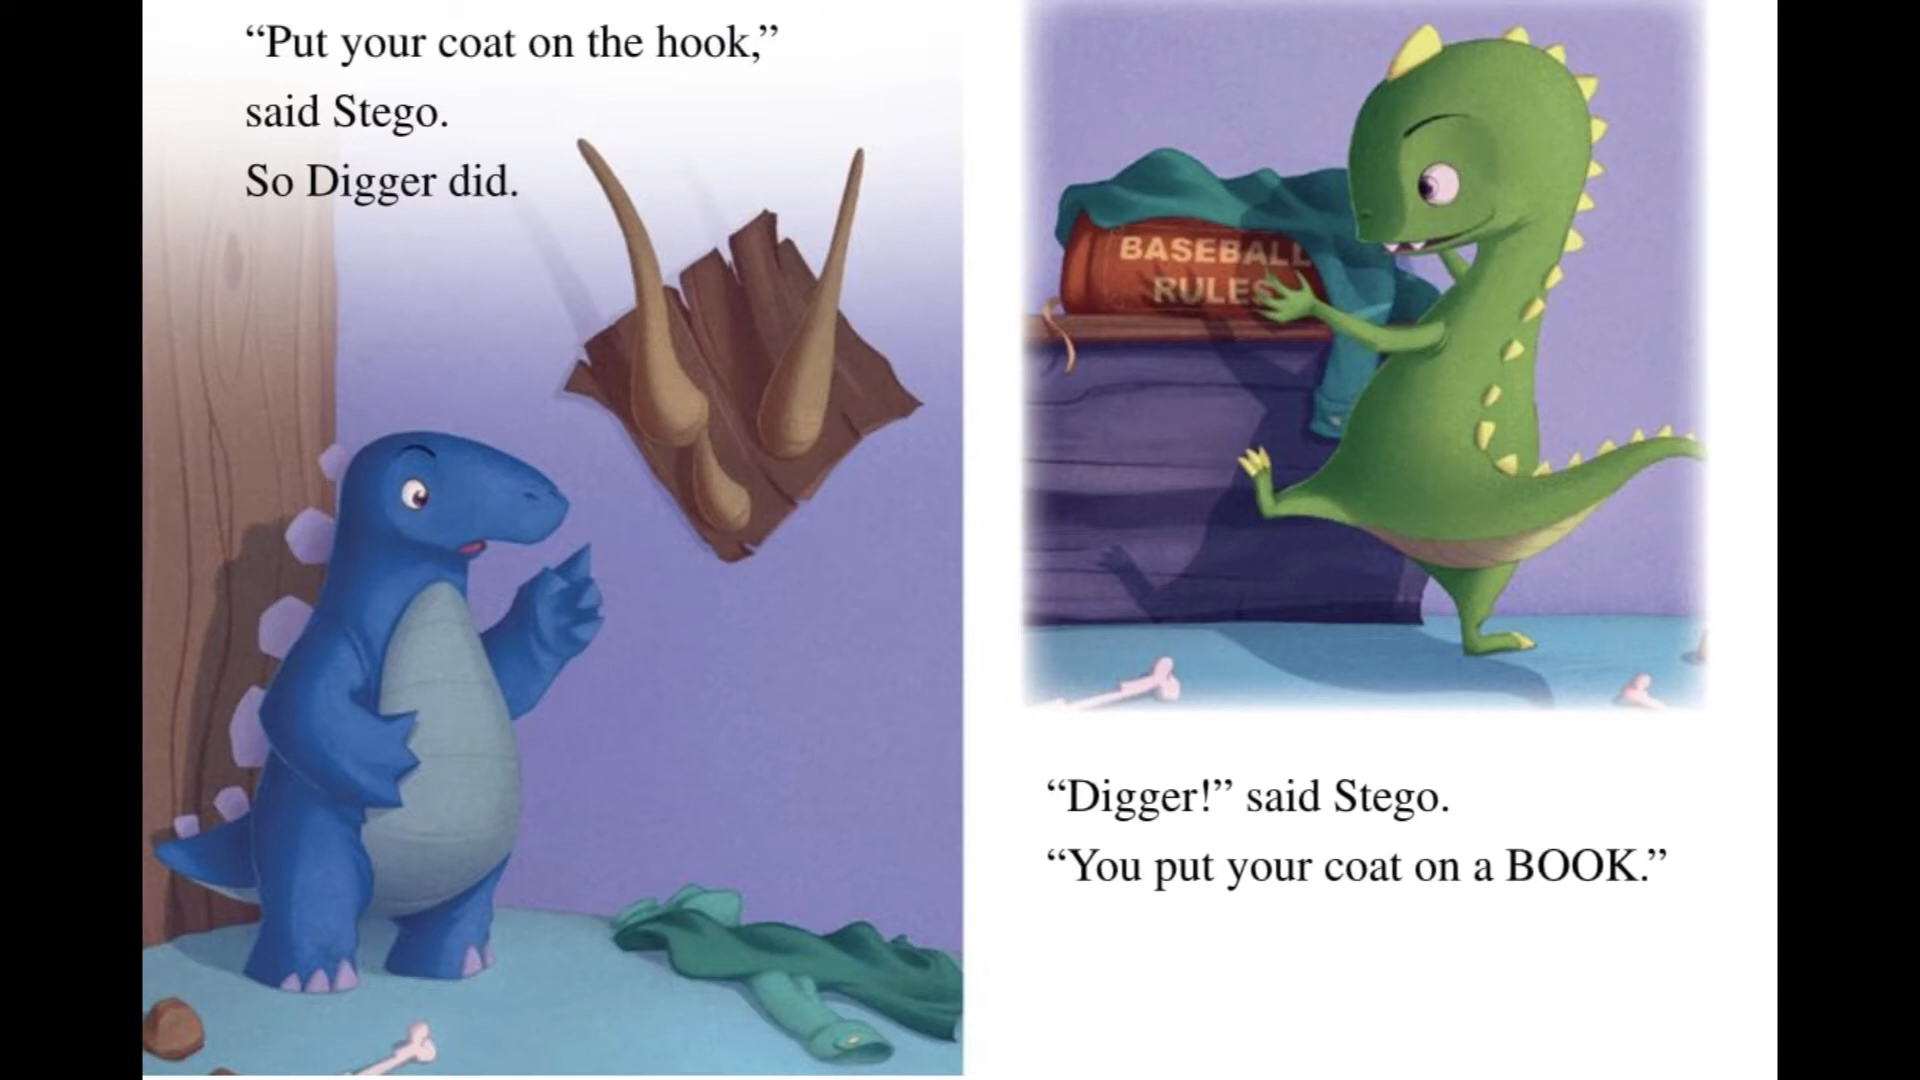 “Put your coat on the hook,”
said Stego.
So Digger did.
BASEBALL
RULES
“Digger!” said Stego.
“You put your coat on a BOOK.”